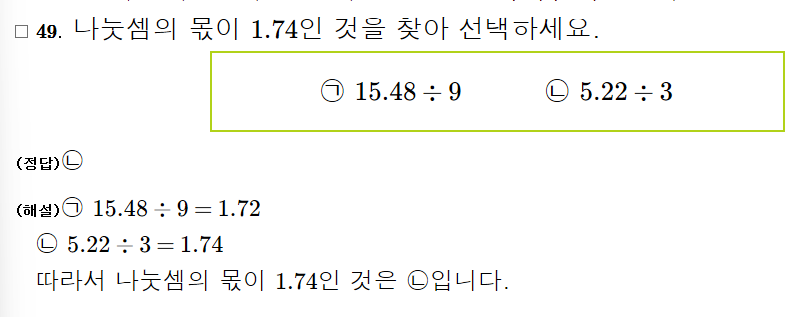 □ 49. 나눗셈의 몫이 1.74인 것을 찾아 선택하세요.
㉠ 15.48 ÷ 9 ㉡ 5.22 ÷ 3
(정답)㉡
(해설)㉠ 15.48 ÷ 9 = 1.72
㉡ 5.22 ÷ 3 = 1.74
따라서 나눗셈의 몫이 1.74인 것은 ㉡입니다.